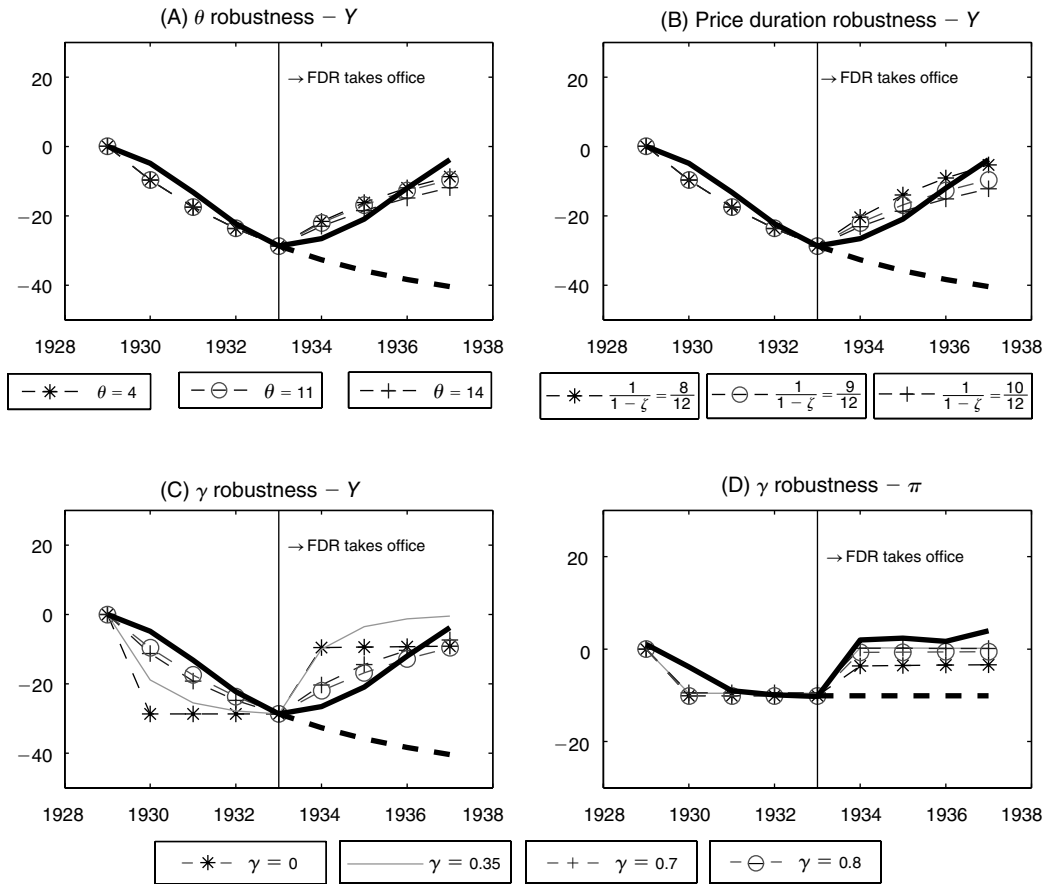 (A) θ robustness − Y
20
0
−20
−40
→ FDR takes office
1928 1930 1932 1934 1936 1938
θ = 4
θ = 11
θ = 14
(B) Price duration robustness − Y
20
0
−20
−40
→ FDR takes office
1928 1930 1932 1934 1936 1938
1/(1 − ζ) = 8/12
1/(1 − ζ) = 9/12
1/(1 − ζ) = 10/12
(C) γ robustness − Y
20
0
−20
−40
→ FDR takes office
1928 1930 1932 1934 1936 1938
(D) γ robustness − π
20
0
−20
→ FDR takes office
1928 1930 1932 1934 1936 1938
γ = 0
γ = 0.35
γ = 0.7
γ = 0.8